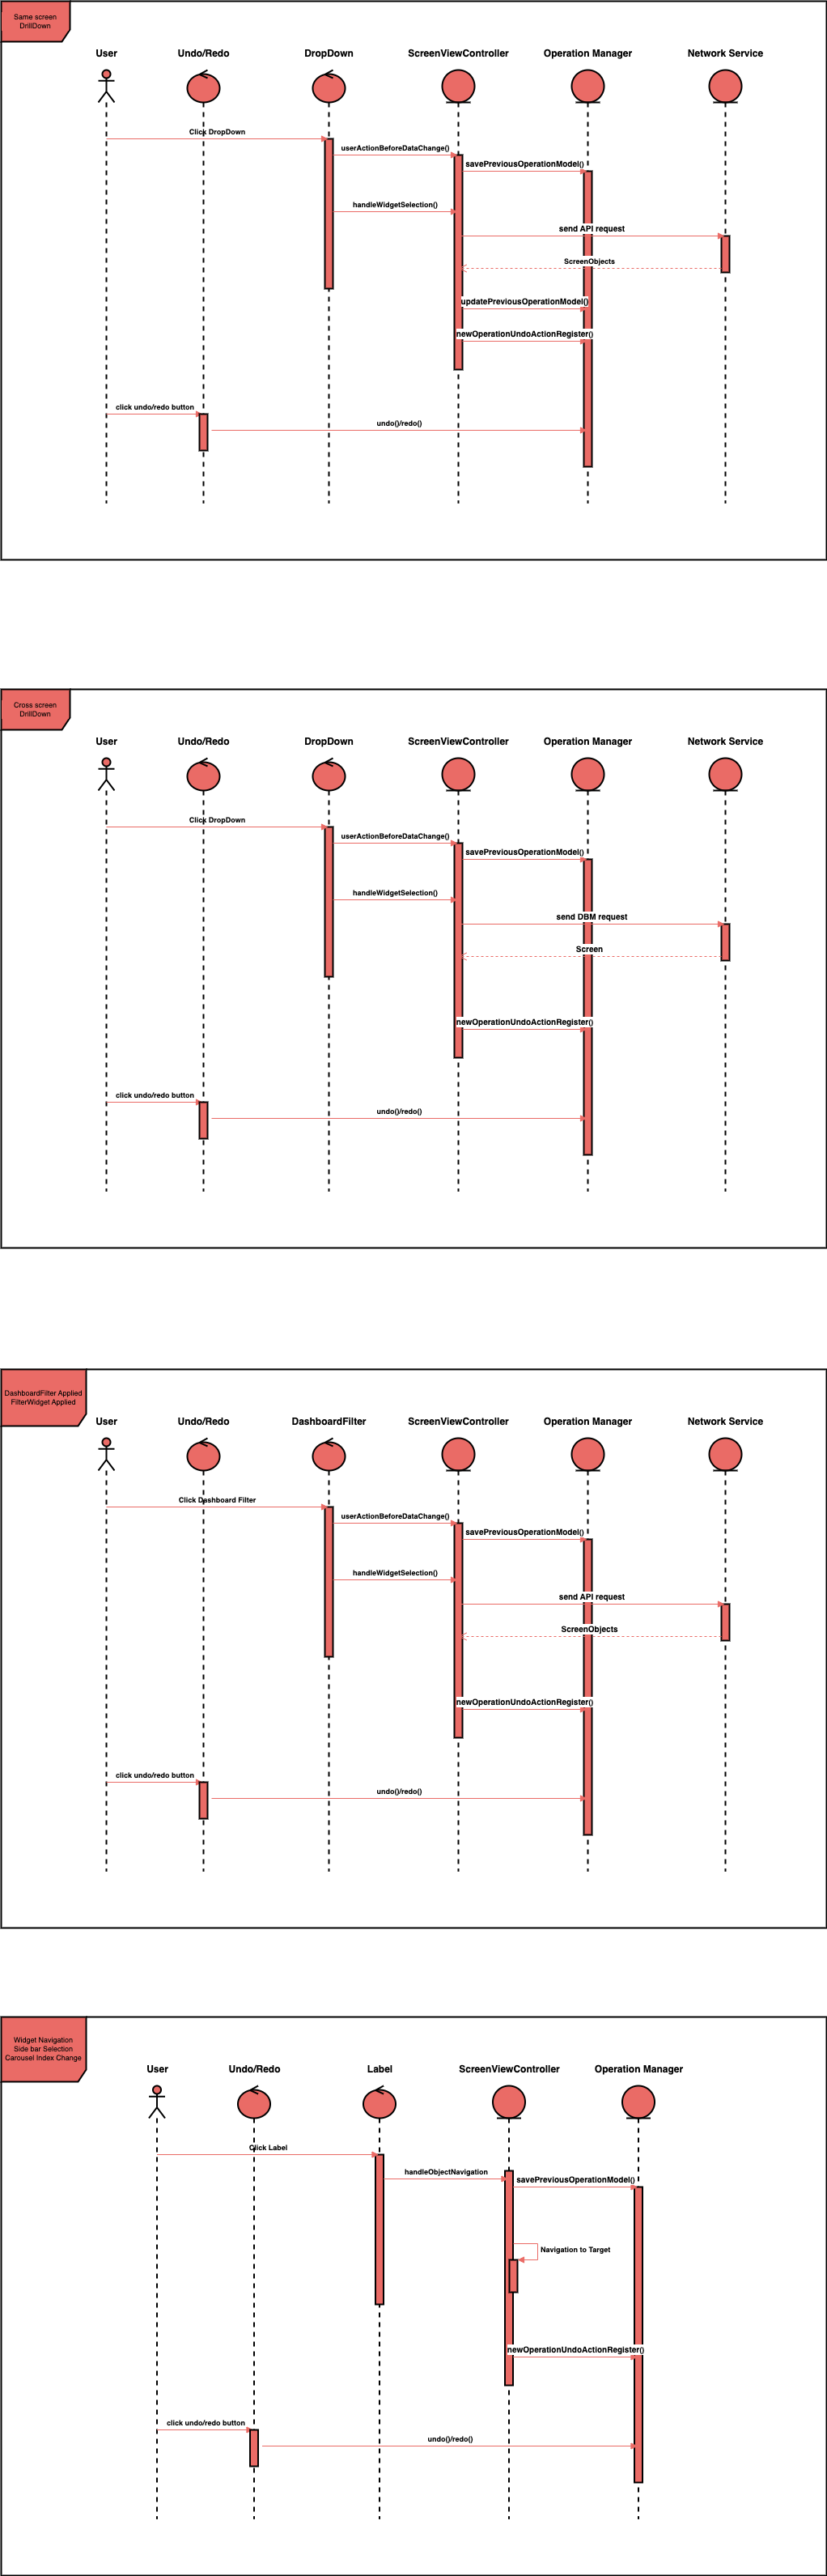 Same screen
DrillDown
User
Undo/Redo
DropDown
ScreenViewController
Operation Manager
Network Service
Click DropDown
userActionBeforeDataChange()
savePreviousOperationModel()
handleWidgetSelection()
send API request
ScreenObjects
updatePreviousOperationModel()
newOperationUndoActionRegister()
click undo/redo button
undo()/redo()
Cross screen
DrillDown
User
Undo/Redo
DropDown
ScreenViewController
Operation Manager
Network Service
Click DropDown
userActionBeforeDataChange()
savePreviousOperationModel()
handleWidgetSelection()
send DBM request
Screen
newOperationUndoActionRegister()
click undo/redo button
undo()/redo()
DashboardFilter Applied
FilterWidget Applied
User
Undo/Redo
DashboardFilter
ScreenViewController
Operation Manager
Network Service
Click Dashboard Filter
userActionBeforeDataChange()
savePreviousOperationModel()
handleWidgetSelection()
send API request
ScreenObjects
newOperationUndoActionRegister()
click undo/redo button
undo()/redo()
Widget Navigation
Side bar Selection
Carousel Index Change
User
Undo/Redo
Label
ScreenViewController
Operation Manager
Click Label
handleObjectNavigation
savePreviousOperationModel()
Navigation to Target
newOperationUndoActionRegister()
click undo/redo button
undo()/redo()